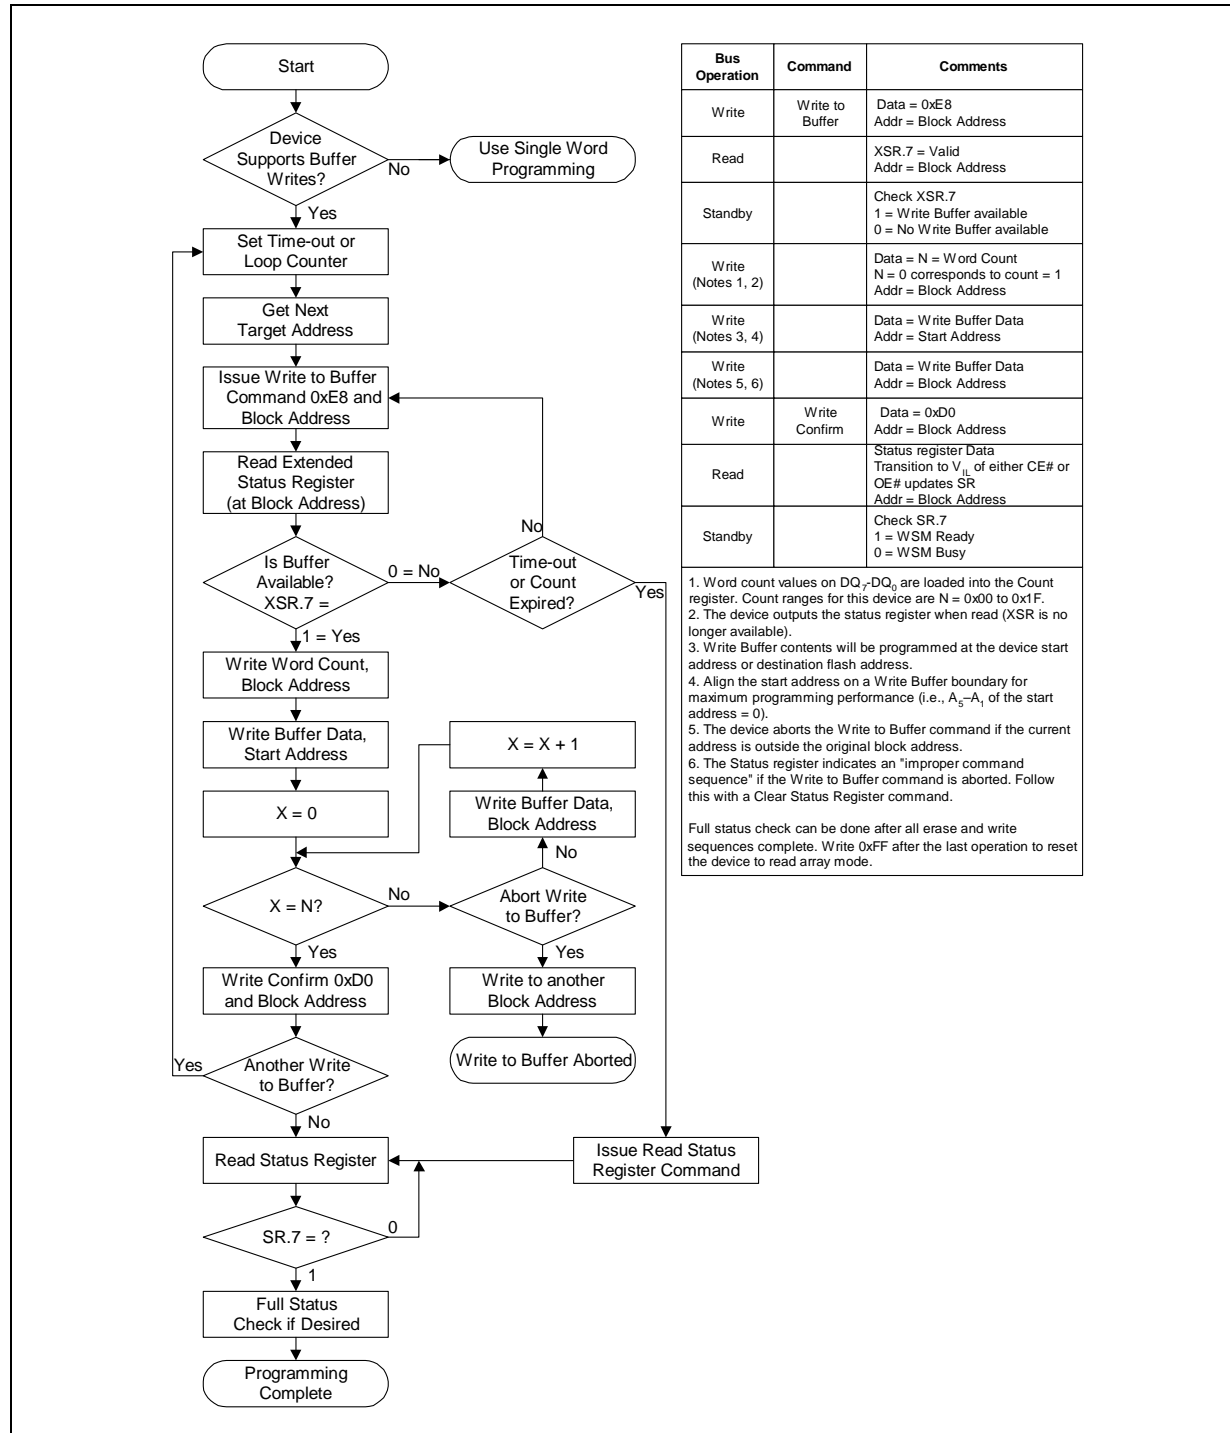 Start
Device
Supports Buffer
Writes?
No
Use Single Word
Programming
Yes
Set Time-out or
Loop Counter
Get Next
Target Address
Issue Write to Buffer
Command 0xE8 and
Block Address
Read Extended
Status Register
(at Block Address)
Is Buffer
Available?
XSR.7 =
0 = No
No
Time-out
or Count
Expired?
Yes
1 = Yes
Write Word Count,
Block Address
Write Buffer Data,
Start Address
X = 0
X = X + 1
Write Buffer Data,
Block Address
No
X = N?
No
Abort Write
to Buffer?
Yes
Yes
Write Confirm 0xD0
and Block Address
Write to another
Block Address
Write to Buffer Aborted
Yes
Another Write
to Buffer?
No
Read Status Register
Issue Read Status
Register Command
SR.7 = ?
0
1
Full Status
Check if Desired
Programming
Complete
Bus
Operation
Command
Comments
Write
Write to
Buffer
Data = 0xE8
Addr = Block Address
Read
XSR.7 = Valid
Addr = Block Address
Standby
Check XSR.7
1 = Write Buffer available
0 = No Write Buffer available
Write
(Notes 1, 2)
Data = N = Word Count
N = 0 corresponds to count = 1
Addr = Block Address
Write
(Notes 3, 4)
Data = Write Buffer Data
Addr = Start Address
Write
(Notes 5, 6)
Data = Write Buffer Data
Addr = Block Address
Write
Write
Confirm
Data = 0xD0
Addr = Block Address
Read
Status register Data
Transition to VIL of either CE# or
OE# updates SR
Addr = Block Address
Standby
Check SR.7
1 = WSM Ready
0 = WSM Busy
1. Word count values on DQ7-DQ0 are loaded into the Count
register. Count ranges for this device are N = 0x00 to 0x1F.
2. The device outputs the status register when read (XSR is no
longer available).
3. Write Buffer contents will be programmed at the device start
address or destination flash address.
4. Align the start address on a Write Buffer boundary for
maximum programming performance (i.e., A5–A1 of the start
address = 0).
5. The device aborts the Write to Buffer command if the current
address is outside the original block address.
6. The Status register indicates an "improper command
sequence" if the Write to Buffer command is aborted. Follow
this with a Clear Status Register command.
Full status check can be done after all erase and write
sequences complete. Write 0xFF after the last operation to reset
the device to read array mode.